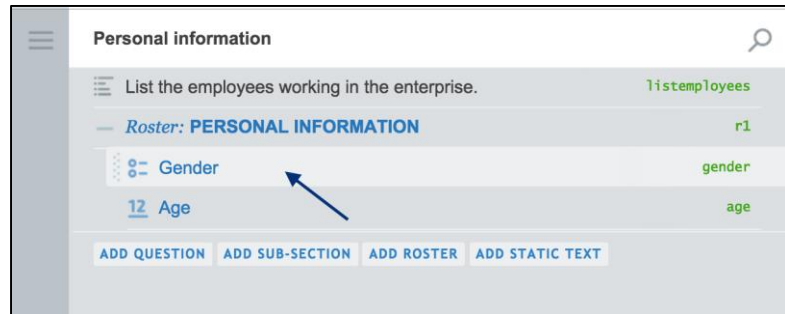 Personal information
List the employees working in the enterprise. listemployees
Roster: PERSONAL INFORMATION r1
Gender gender
12 Age age
ADD QUESTION ADD SUB-SECTION ADD ROSTER ADD STATIC TEXT